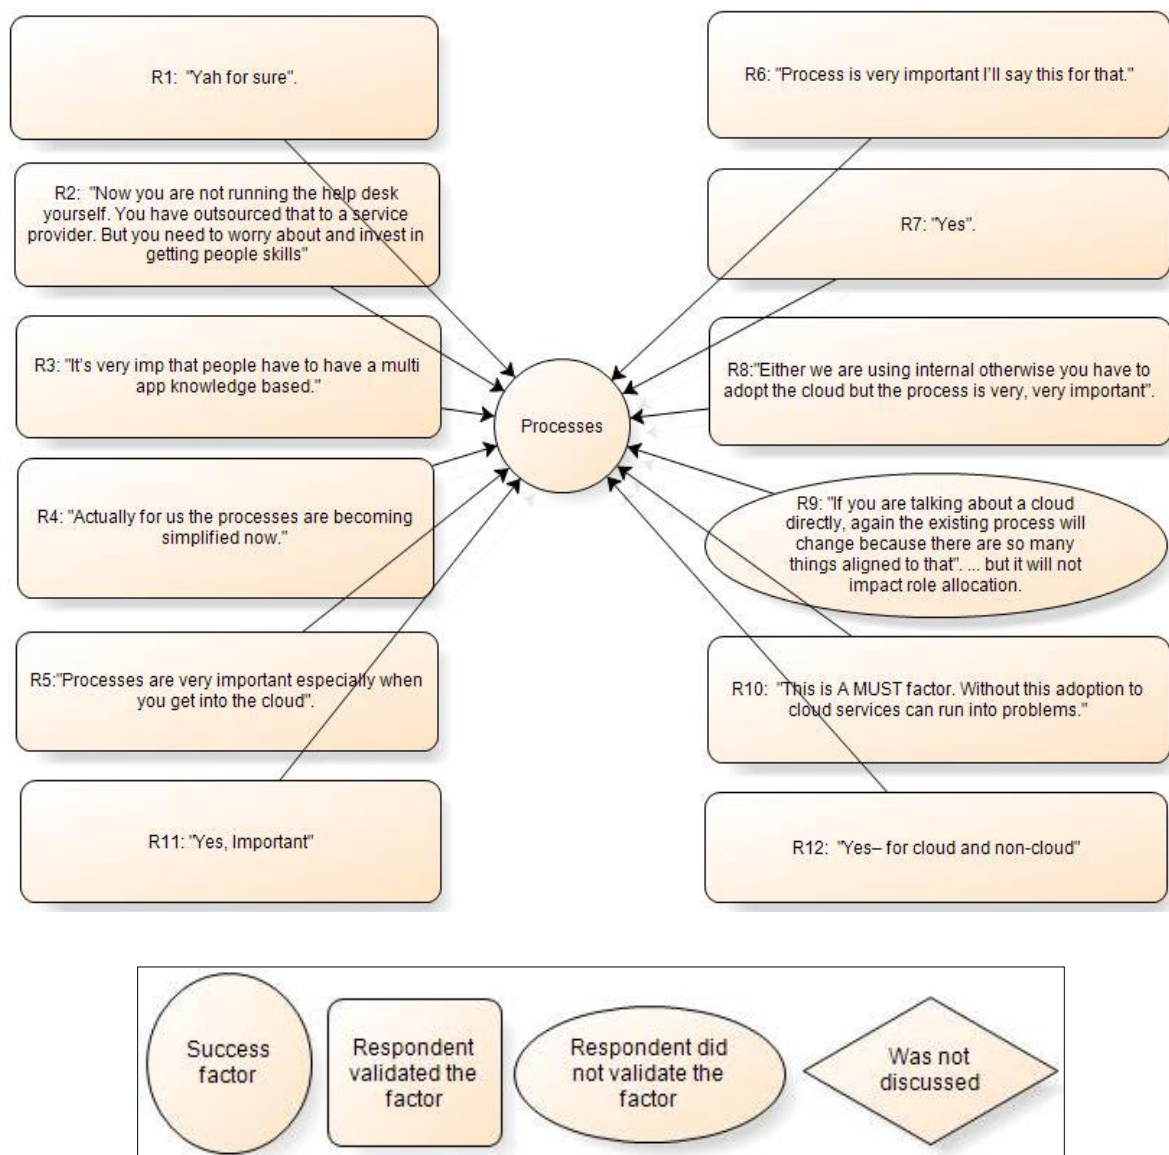 R1:  "Yah for sure".
R2:  "Now you are not running the help desk
yourself. You have outsourced that to a service
provider. But you need to worry about and invest in
getting people skills"
R3: "It's very imp that people have to have a multi
app knowledge based."
R4: "Actually for us the processes are becoming
simplified now."
R5:"Processes are very important especially when
you get into the cloud".
R11: "Yes, Important"
Processes
R6: "Process is very important I'll say this for that."
R7: "Yes".
R8:"Either we are using internal otherwise you have to
adopt the cloud but the process is very, very important".
R9: "If you are talking about a cloud
directly, again the existing process will
change because there are so many
things aligned to that". ... but it will not
impact role allocation.
R10:  "This is A MUST factor. Without this adoption to
cloud services can run into problems."
R12:  "Yes– for cloud and non-cloud"
Success
factor
Respondent
validated the
factor
Respondent did
not validate the
factor
Was not
discussed